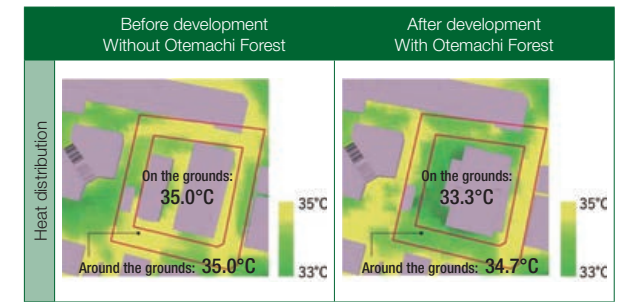 Before development
Without Otemachi Forest
After development
With Otemachi Forest
Heat distribution
On the grounds:
35.0°C
Around the grounds: 35.0°C
35°C
33°C
On the grounds:
33.3°C
Around the grounds: 34.7°C
35°C
33°C